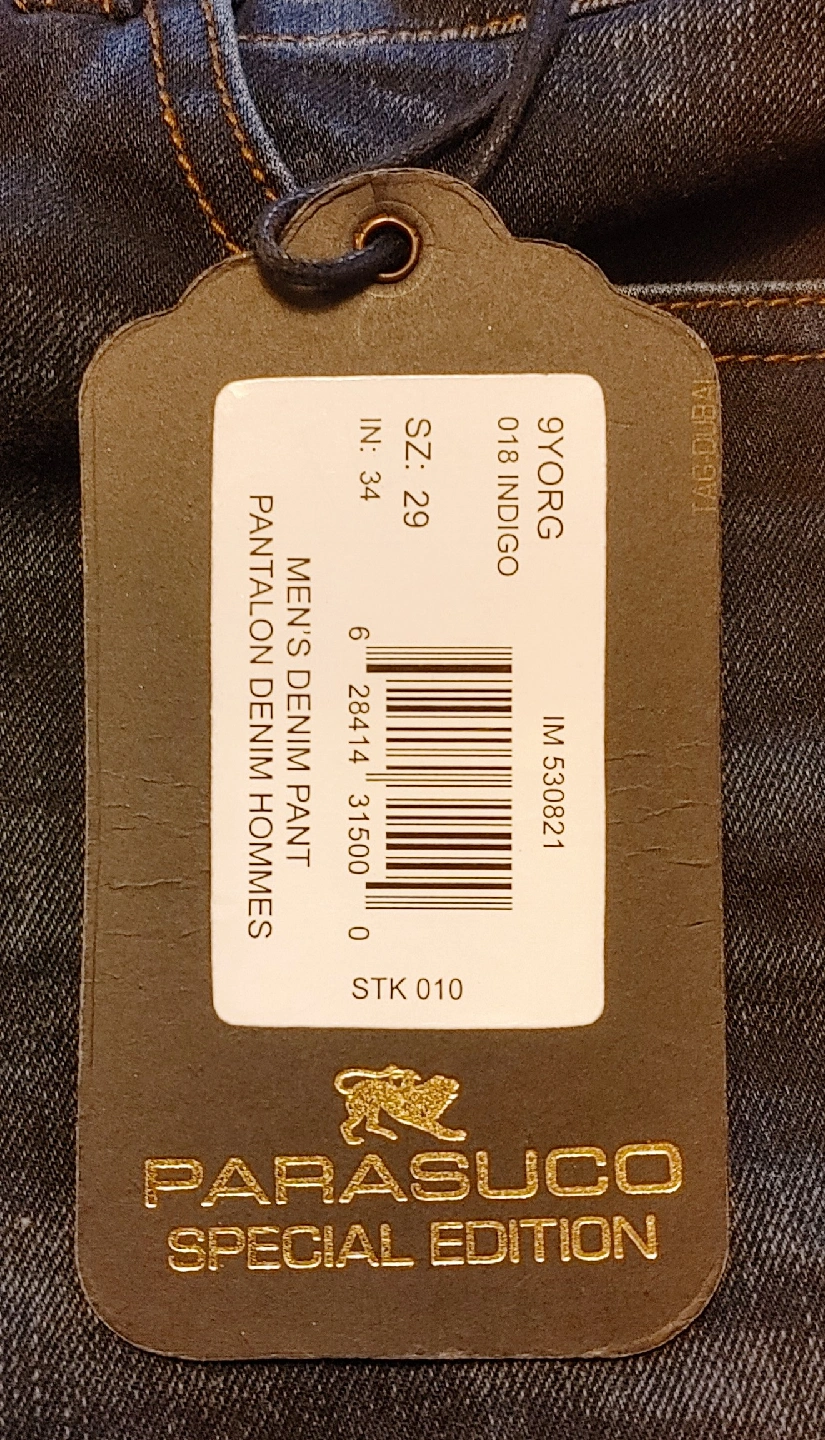 9YORG
IM 530821
018 INDIGO
SZ: 29
IN: 34
6 28414 31500 0
STK 010
MEN'S DENIM PANT
PANTALON DENIM HOMMES
PARASUCO
SPECIAL EDITION